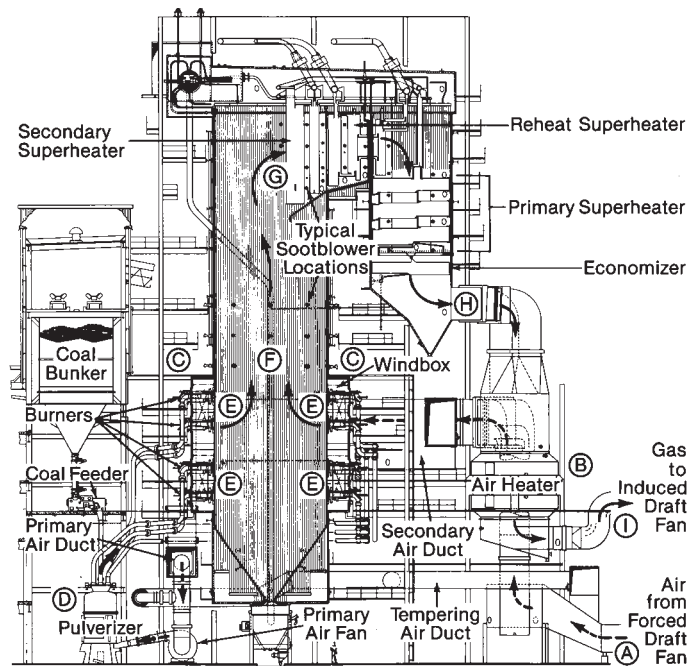 Secondary
Superheater
Reheat Superheater
G
Typical
Sootblower
Locations
Primary Superheater
Economizer
H
Coal
Bunker
C
F
C
Windbox
Burners
E
E
Coal Feeder
E
E
Air Heater
B
Gas
to
Induced
Draft
Fan
I
Primary
Air Duct
Secondary
Air Duct
D
Pulverizer
Primary
Air Fan
Tempering
Air Duct
Air
from
Forced
Draft
Fan
A